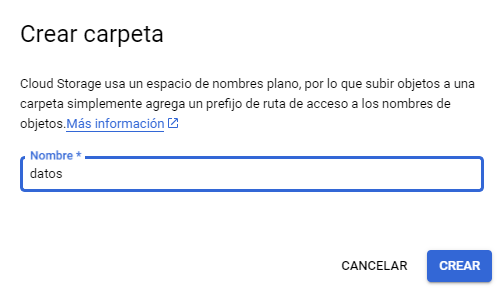 Crear carpeta
Cloud Storage usa un espacio de nombres plano, por lo que subir objetos a una
carpeta simplemente agrega un prefijo de ruta de acceso a los nombres de
objetos.Más información
Nombre *
datos
CANCELAR CREAR